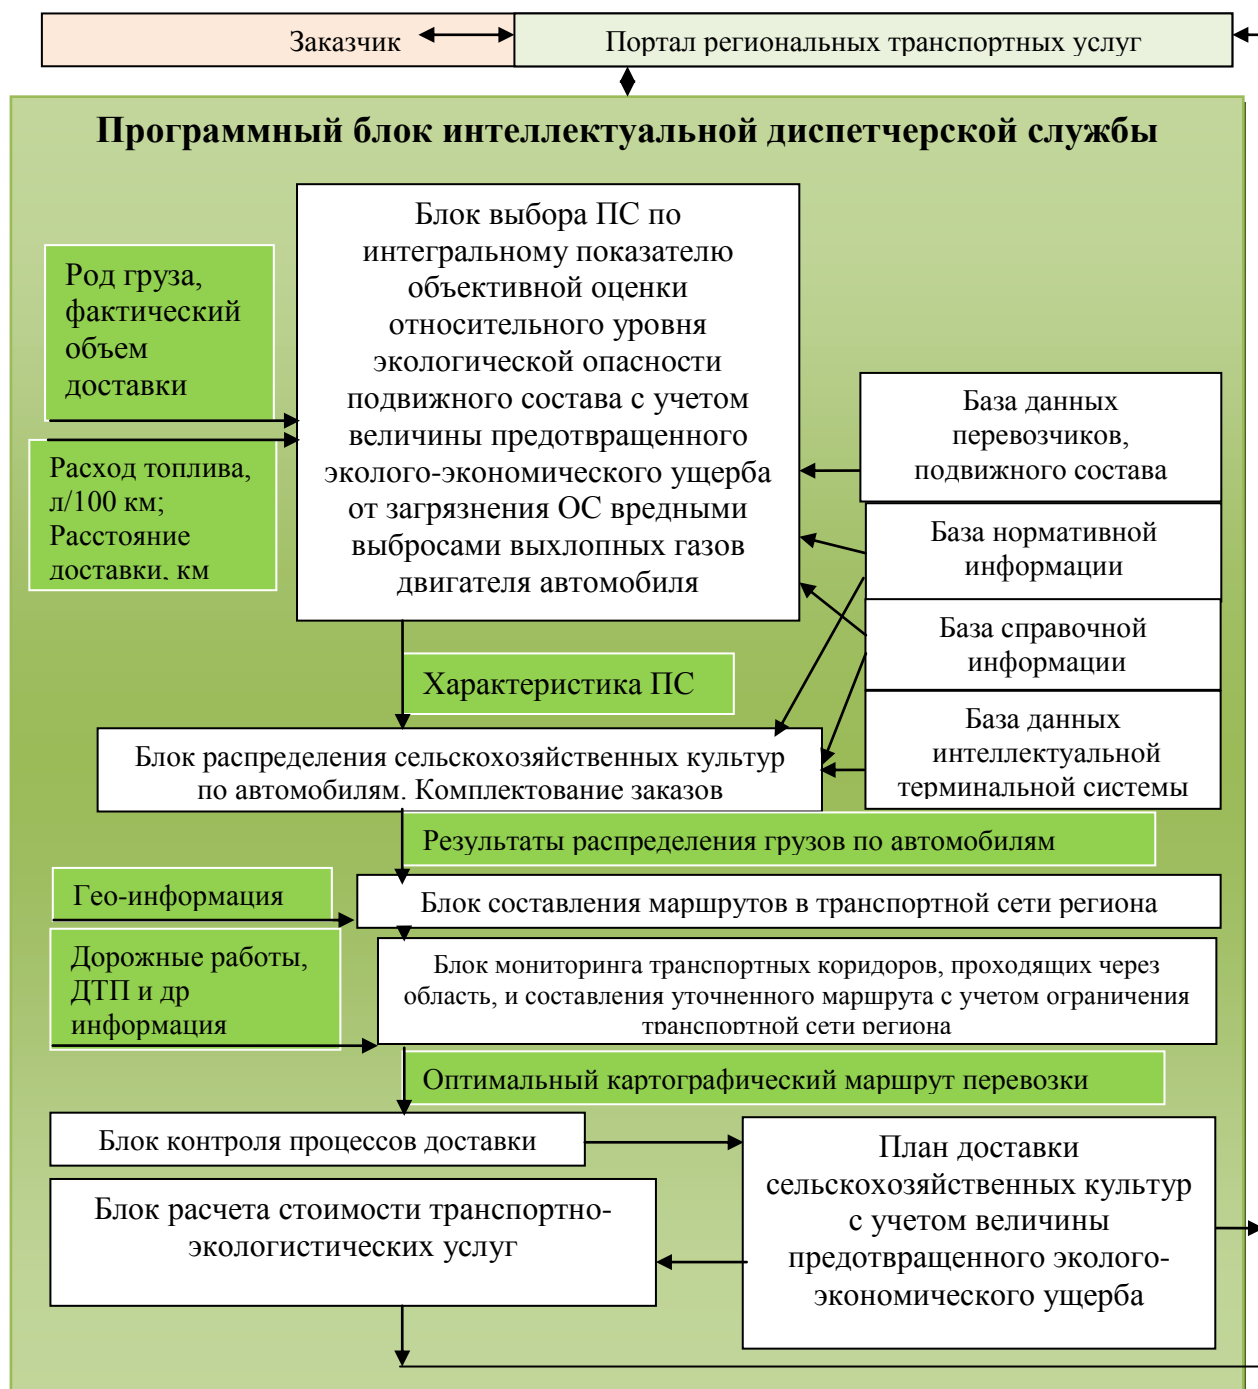 Заказчик
Портал региональных транспортных услуг
Программный блок интеллектуальной диспетчерской службы
Блок выбора ПС по
интегральному показателю
объективной оценки
относительного уровня
экологической опасности
подвижного состава с учетом
величины предотвращенного
эколого-экономического ущерба
от загрязнения ОС вредными
выбросами выхлопных газов
двигателя автомобиля
Род груза,
фактический
объем
доставки
Расход топлива,
л/100 км;
Расстояние
доставки, км
База данных
перевозчиков,
подвижного состава
База нормативной
информации
База справочной
информации
База данных
интеллектуальной
терминальной системы
Характеристика ПС
Блок распределения сельскохозяйственных культур
по автомобилям. Комплектование заказов
Результаты распределения грузов по автомобилям
Гео-информация
Блок составления маршрутов в транспортной сети региона
Дорожные работы,
ДТП и др
информация
Блок мониторинга транспортных коридоров, проходящих через
область, и составления уточненного маршрута с учетом ограничения
транспортной сети региона
Оптимальный картографический маршрут перевозки
Блок контроля процессов доставки
План доставки
сельскохозяйственных культур
с учетом величины
предотвращенного эколого-
экономического ущерба
Блок расчета стоимости транспортно-
экологистических услуг